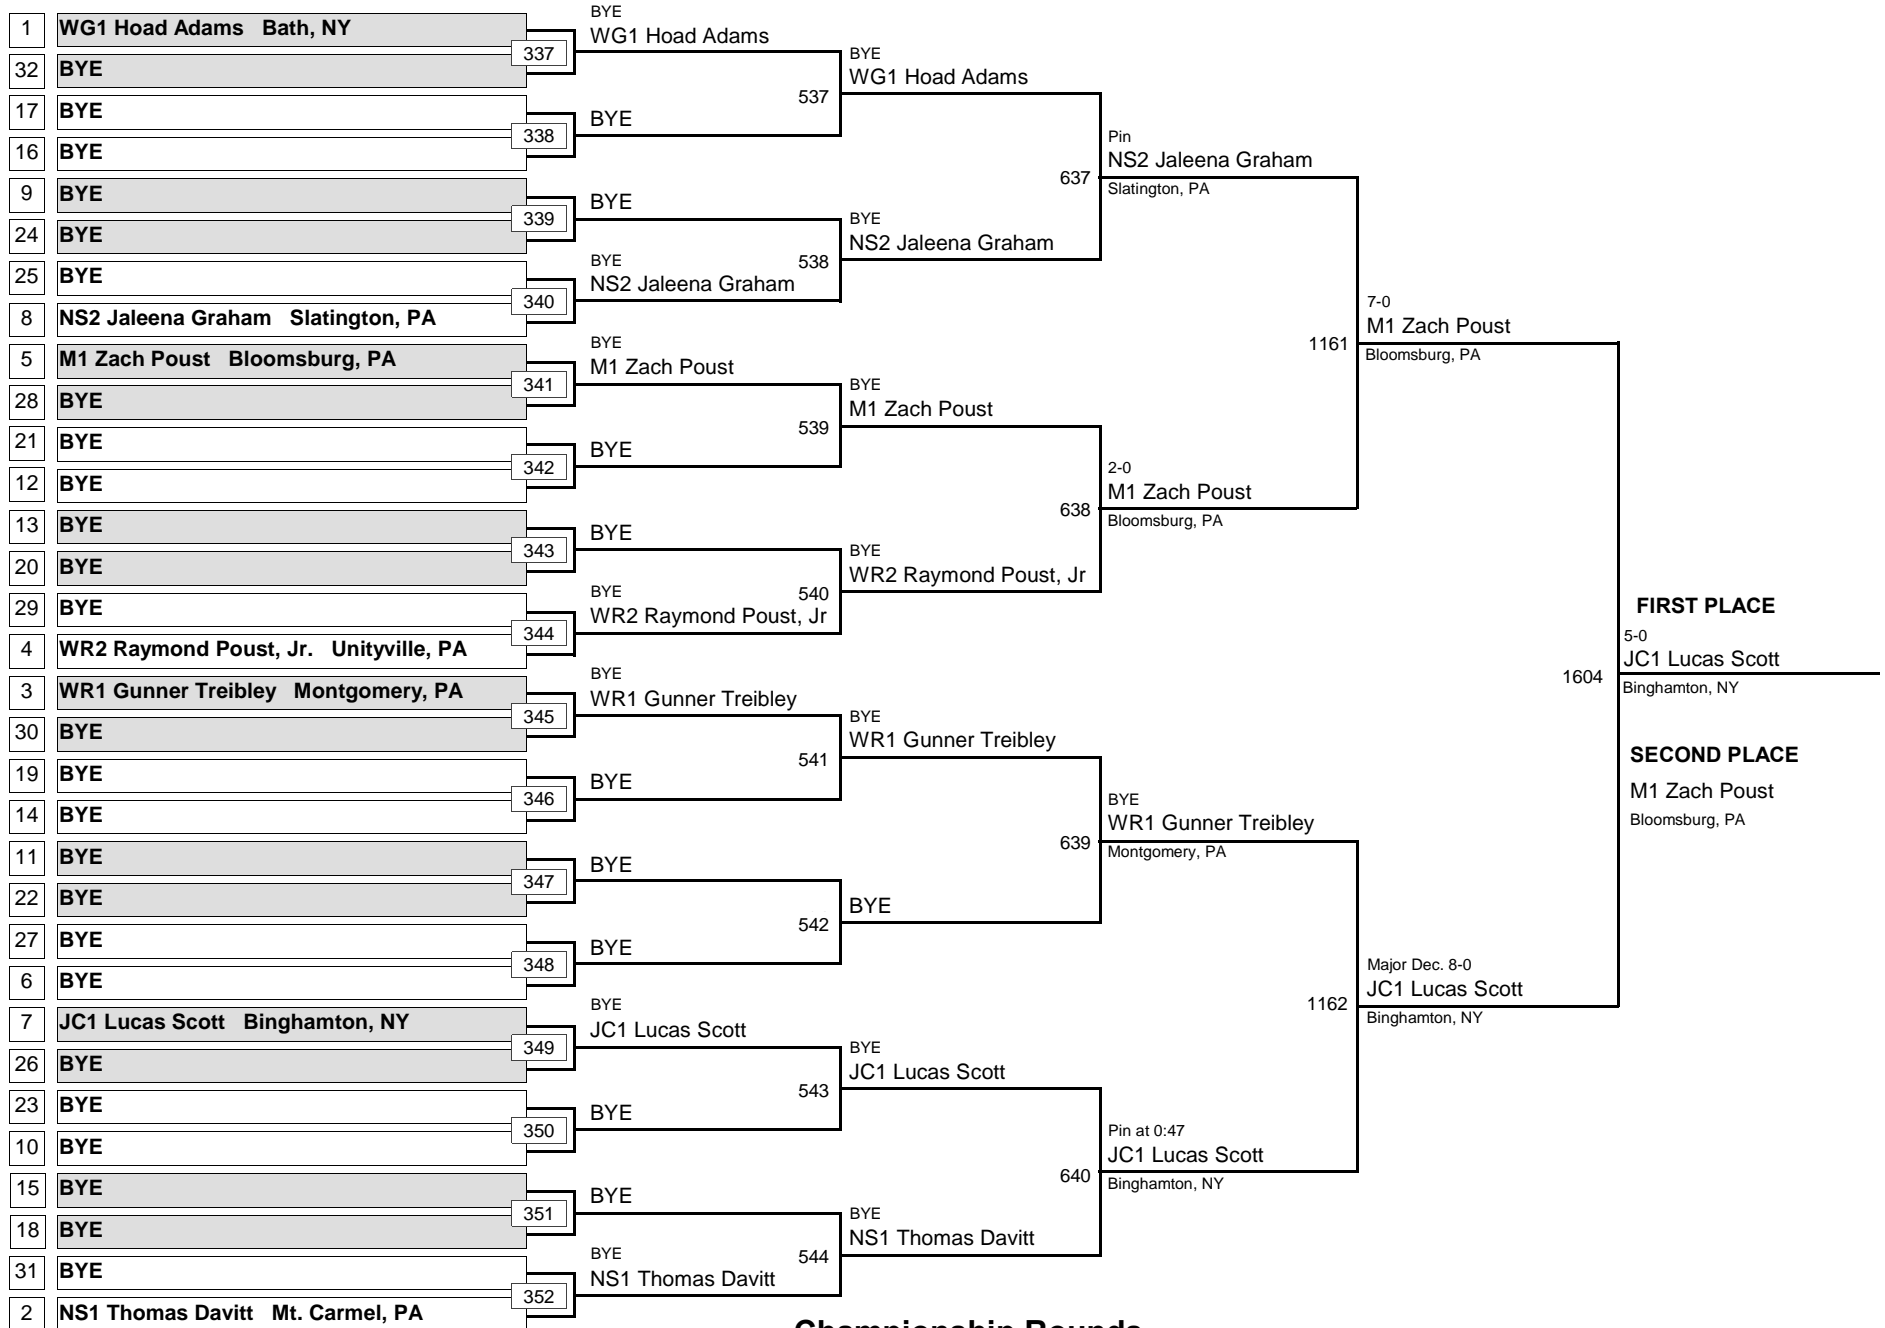 1 WG1 Hoad Adams Bath, NY
32 BYE
17 BYE
16 BYE
9 BYE
24 BYE
25 BYE
8 NS2 Jaleena Graham Slatington, PA
5 M1 Zach Poust Bloomsburg, PA
28 BYE
21 BYE
12 BYE
13 BYE
20 BYE
29 BYE
4 WR2 Raymond Poust, Jr. Unityville, PA
3 WR1 Gunner Treibley Montgomery, PA
30 BYE
19 BYE
14 BYE
11 BYE
22 BYE
27 BYE
6 BYE
7 JC1 Lucas Scott Binghamton, NY
26 BYE
23 BYE
10 BYE
15 BYE
18 BYE
31 BYE
2 NS1 Thomas Davitt Mt. Carmel, PA
337
338
339
340
341
342
343
344
345
346
347
348
349
350
351
352
BYE
WG1 Hoad Adams
BYE
BYE
BYE
NS2 Jaleena Graham
BYE
M1 Zach Poust
BYE
BYE
BYE
WR2 Raymond Poust, Jr
BYE
WR1 Gunner Treibley
BYE
BYE
BYE
BYE
JC1 Lucas Scott
BYE
BYE
BYE
NS1 Thomas Davitt
537
538
539
540
541
542
543
544
BYE
WG1 Hoad Adams
BYE
NS2 Jaleena Graham
BYE
M1 Zach Poust
BYE
WR2 Raymond Poust, Jr
BYE
WR1 Gunner Treibley
BYE
BYE
JC1 Lucas Scott
BYE
NS1 Thomas Davitt
637
638
639
640
Pin
NS2 Jaleena Graham
Slatington, PA
2-0
M1 Zach Poust
Bloomsburg, PA
BYE
WR1 Gunner Treibley
Montgomery, PA
Pin at 0:47
JC1 Lucas Scott
Binghamton, NY
1161
1162
7-0
M1 Zach Poust
Bloomsburg, PA
Major Dec. 8-0
JC1 Lucas Scott
Binghamton, NY
1604
FIRST PLACE
5-0
JC1 Lucas Scott
Binghamton, NY
SECOND PLACE
M1 Zach Poust
Bloomsburg, PA
Championship Rounds